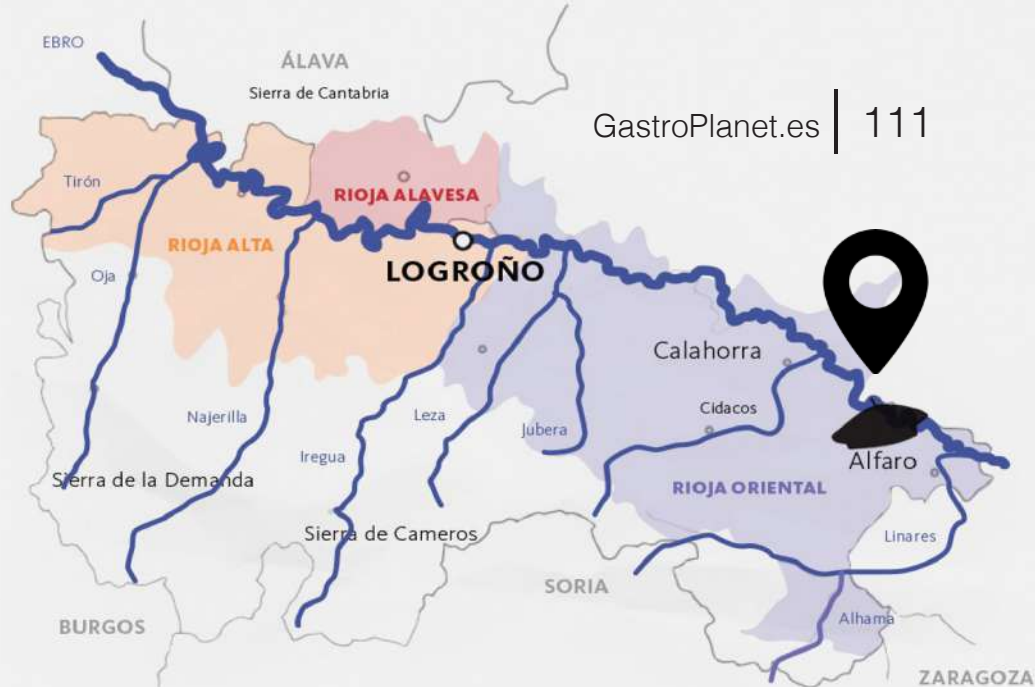 EBRO
ÁLAVA
Sierra de Cantabria
GastroPlanet.es | 111
Tirón
RIOJA ALAVESA
RIOJA ALTA
LOGROÑO
Oja
Calahorra
Najerilla
Leza
Cidacos
Jubera
Iregua
Alfaro
Sierra de la Demanda
RIOJA ORIENTAL
Sierra de Cameros
Linares
SORIA
BURGOS
Alhama
ZARAGOZA